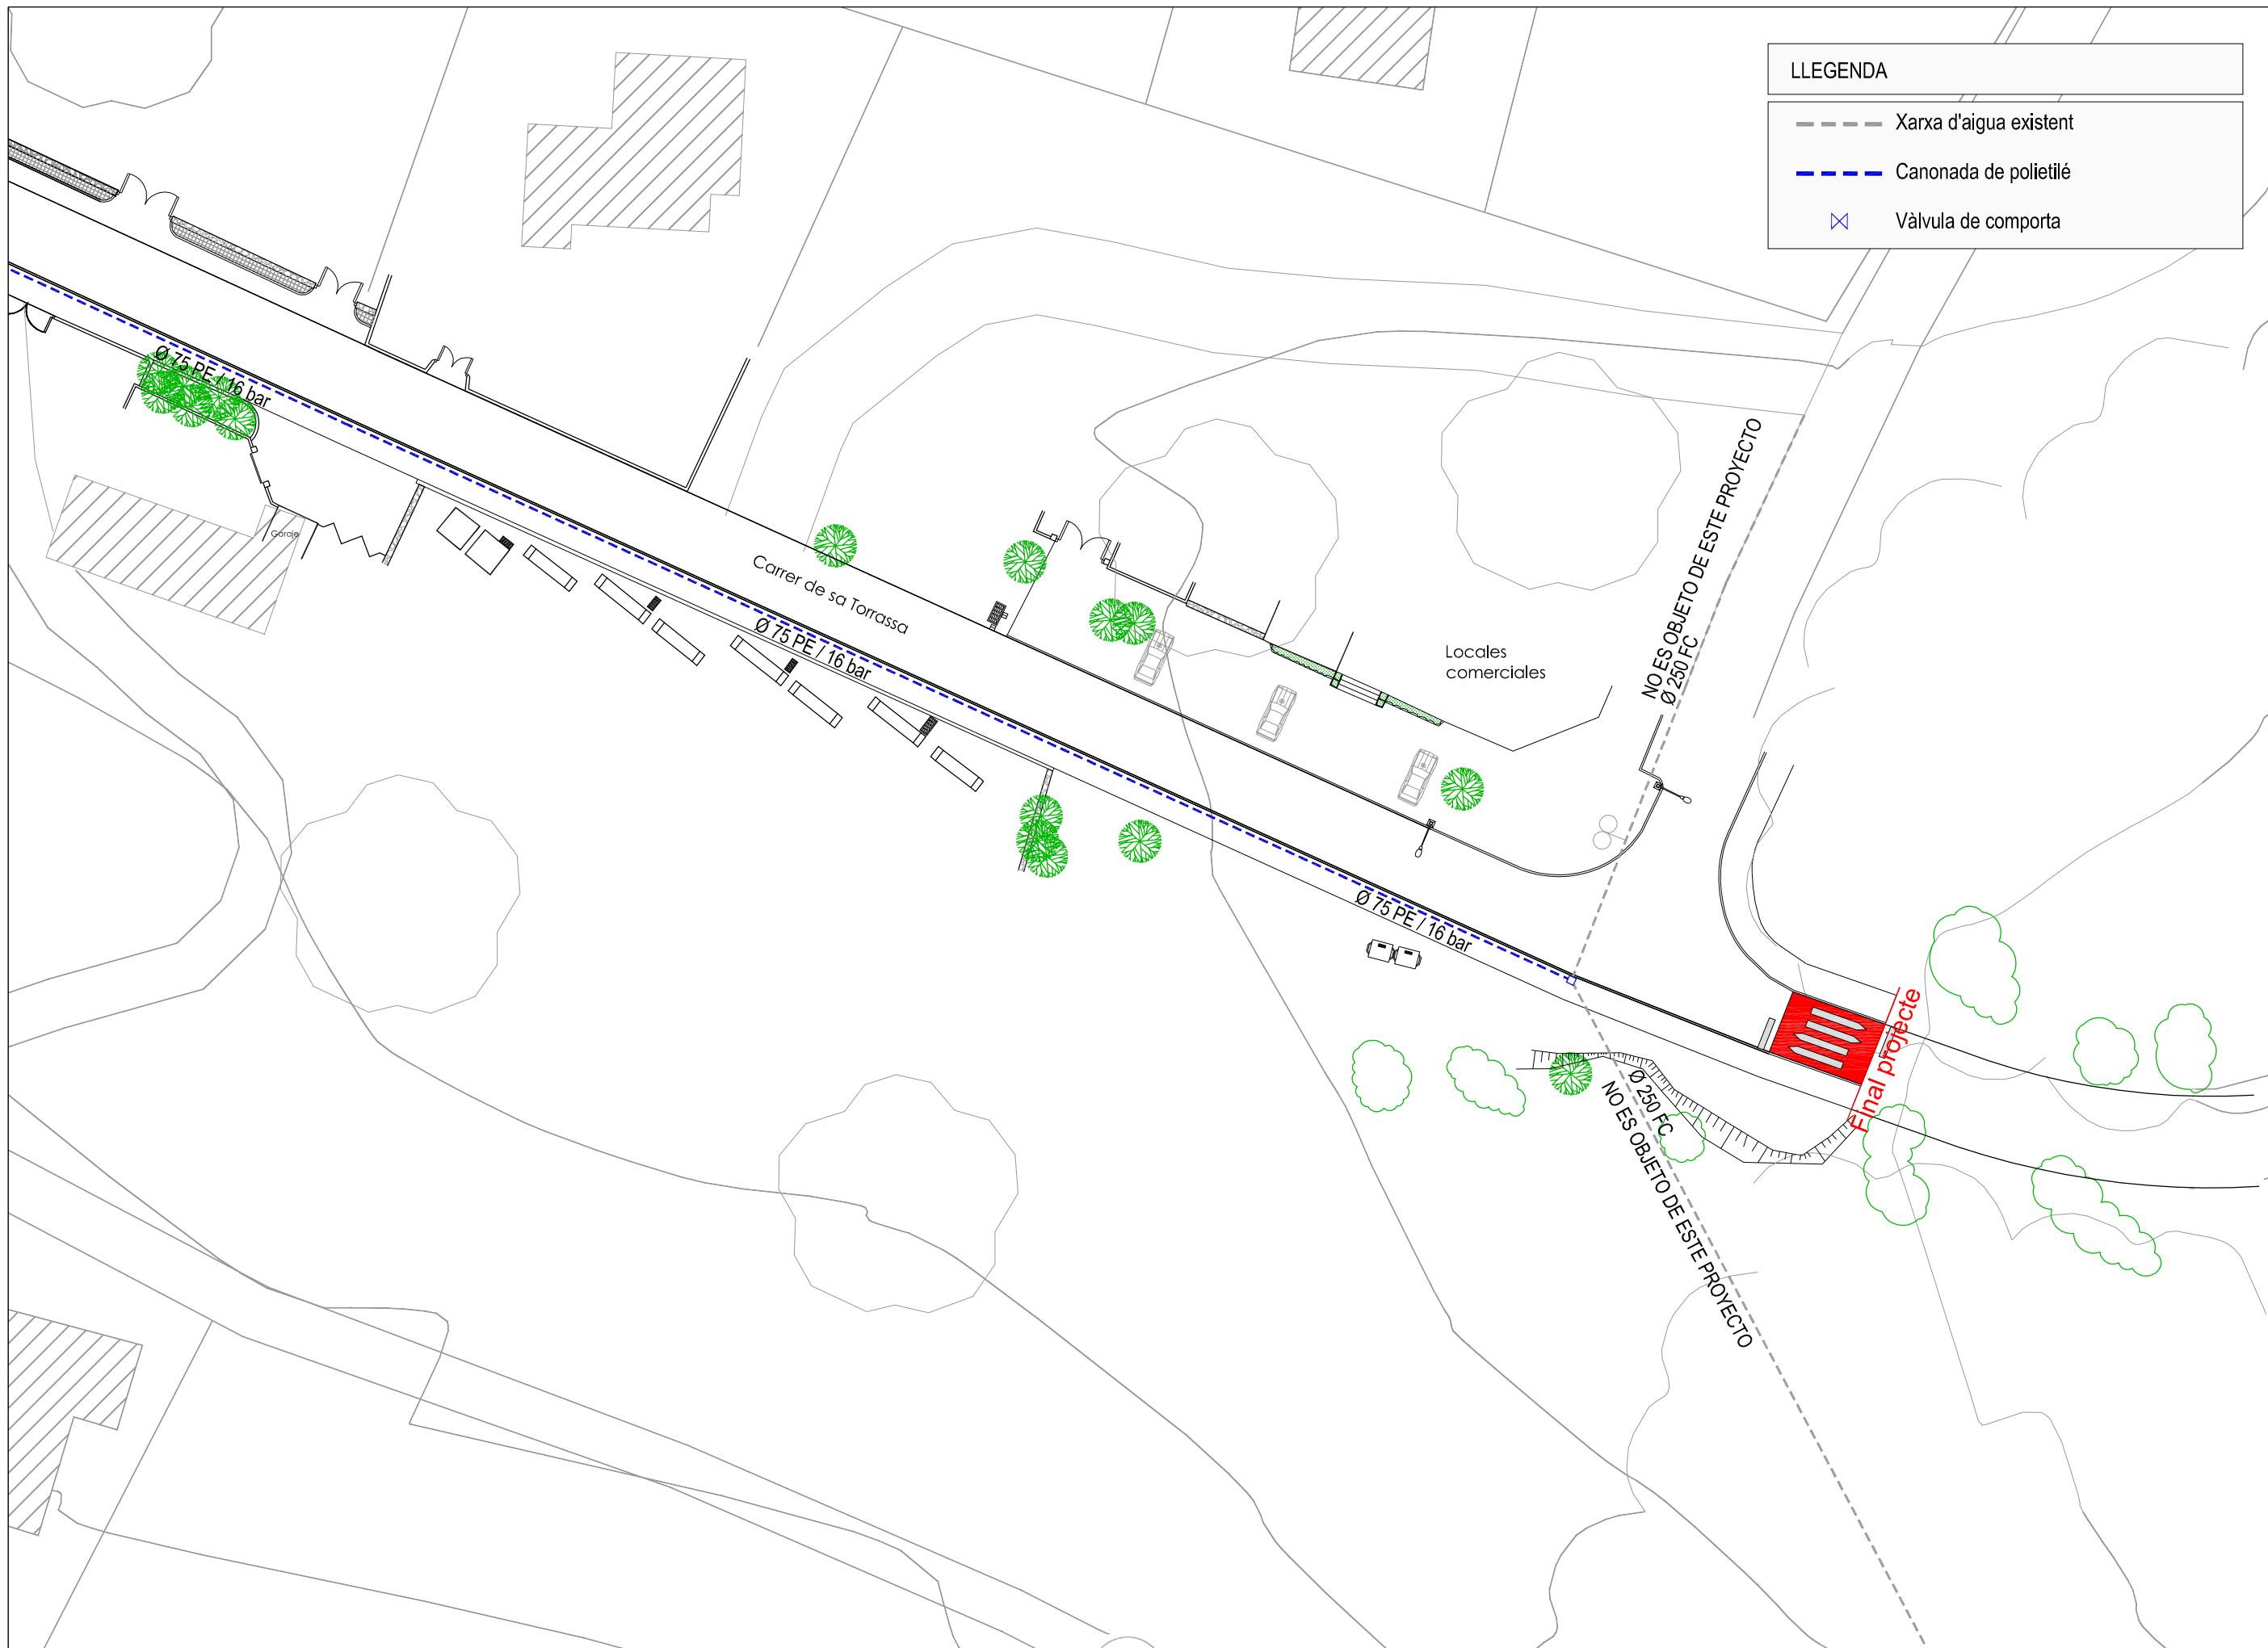 LLEGENDA
Xarxa d'aigua existent
Canonada de polietilé
Vàlvula de comporta
Ø 75 PE / 16 bar
Garaje
Carrer de sa Torrassa
Ø 75 PE / 16 bar
Locales
comerciales
NO ES OBJETO DE ESTE PROYECTO
Ø 250 FC
Ø 75 PE / 16 bar
Final projecte
Ø 250 FC
NO ES OBJETO DE ESTE PROYECTO